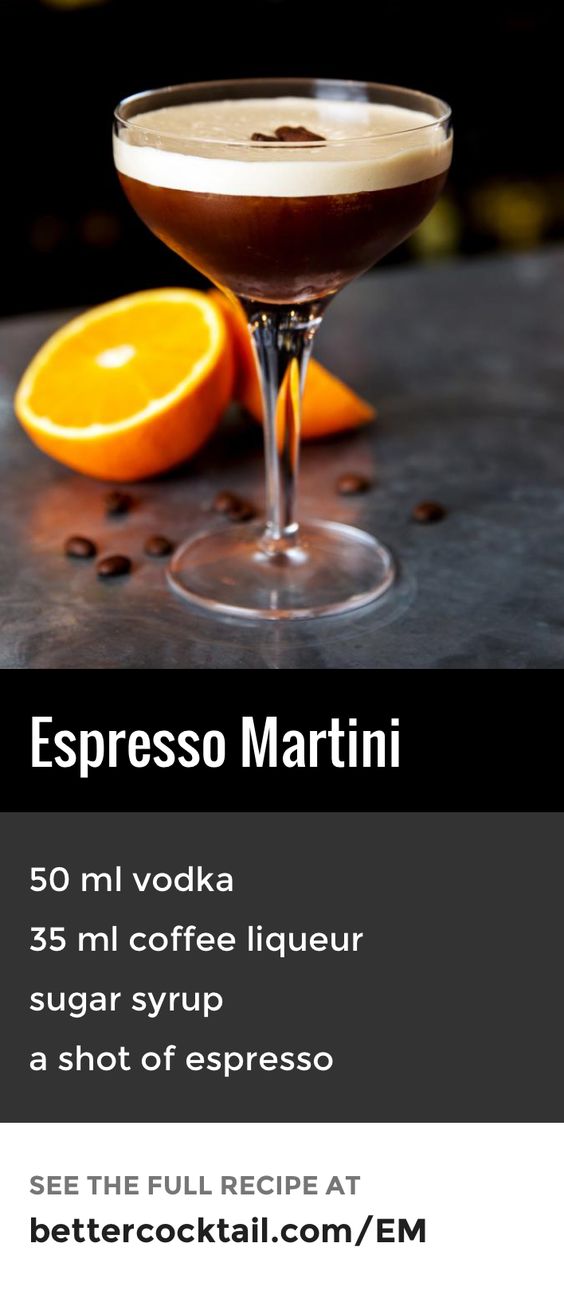 Espresso Martini
50 ml vodka
35 ml coffee liqueur
sugar syrup
a shot of espresso
SEE THE FULL RECIPE AT
bettercocktail.com/EM